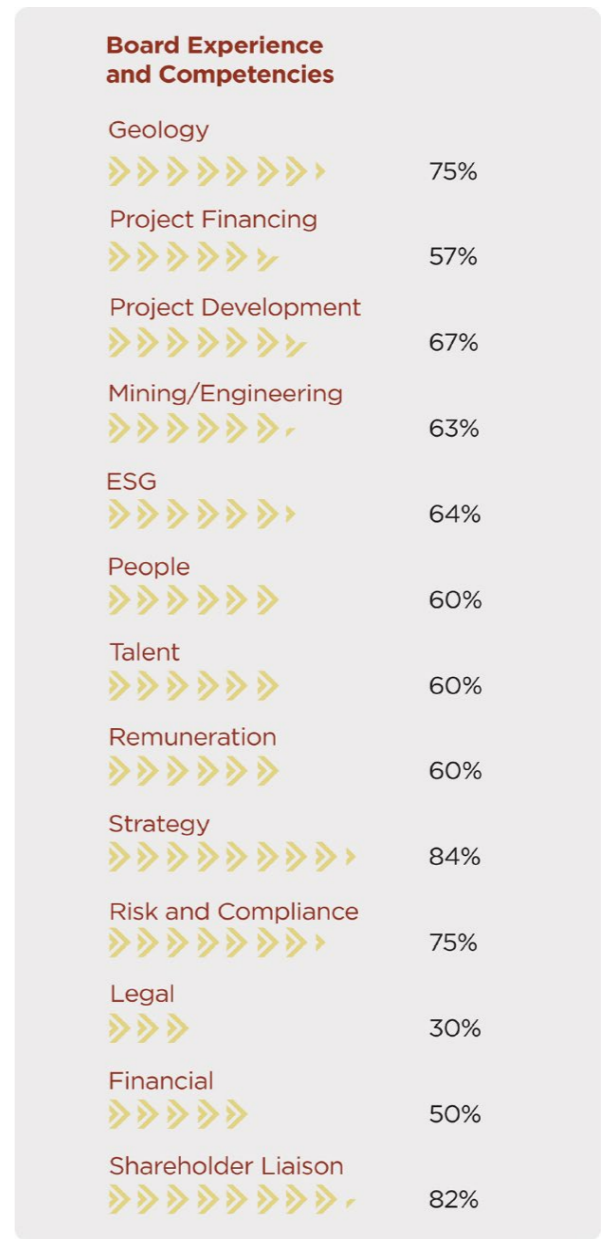 Board Experience
and Competencies
Geology
75%
Project Financing
57%
Project Development
67%
Mining/Engineering
63%
ESG
64%
People
60%
Talent
60%
Remuneration
60%
Strategy
84%
Risk and Compliance
75%
Legal
30%
Financial
50%
Shareholder Liaison
82%